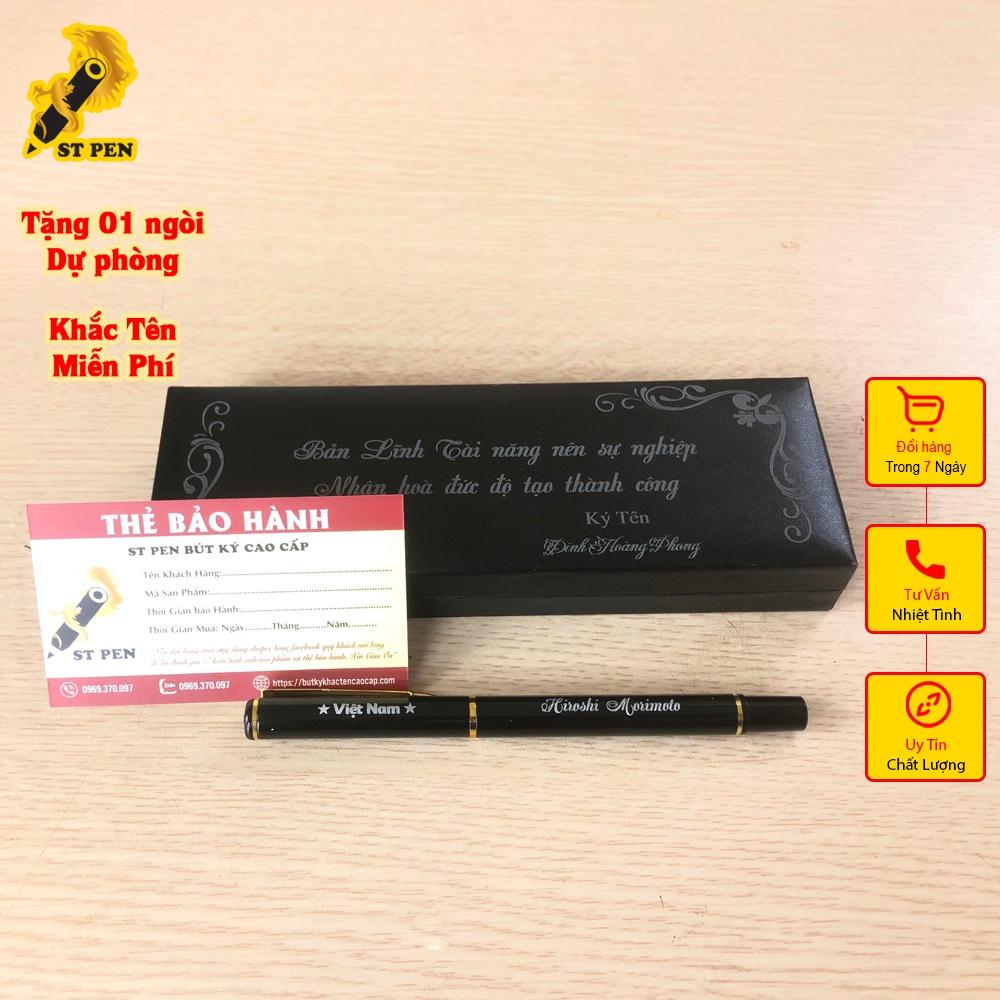 ST PEN
Tặng 01 ngòi
Dự phòng
Khắc Tên
Miễn Phí
Bản Lĩnh Tài năng nên sự nghiệp
Nhân hoà đức độ tạo thành công
Ký Tên
Đinh Hoàng Phong
THẺ BẢO HÀNH
ST PEN BÚT KÝ CAO CẤP
Tên Khách Hàng:
Mã Sản Phẩm:
Thời Gian bảo Hành:
Thời Gian Mua: Ngày.........Tháng.........Năm.........
ST PEN
0969.370.097
Zalo 0969.370.097
https://butkykhactencaocap.com
★ Việt Nam ★
Hiroshi Morimoto
Đổi hàng
Trong 7 Ngày
Tư Vấn
Nhiệt Tình
Uy Tín
Chất Lượng